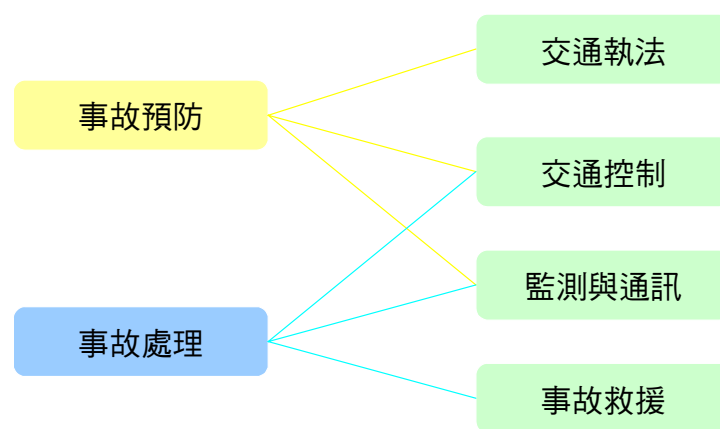 交通執法
事故預防
交通控制
監測與通訊
事故處理
事故救援